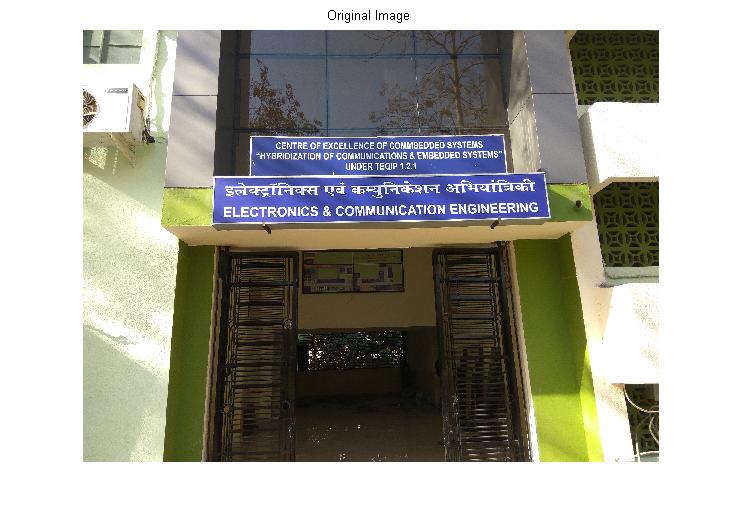 Original Image
CENTRE OF EXCELLENCE OF COMMBEDDED SYSTEMS
"HYBRIDIZATION OF COMMUNICATIONS & EMBEDDED SYSTEMS"
UNDER TEQIP 1.2.1
इलेक्ट्रॉनिक्स एवं कम्युनिकेशन अभियांत्रिकी
ELECTRONICS & COMMUNICATION ENGINEERING